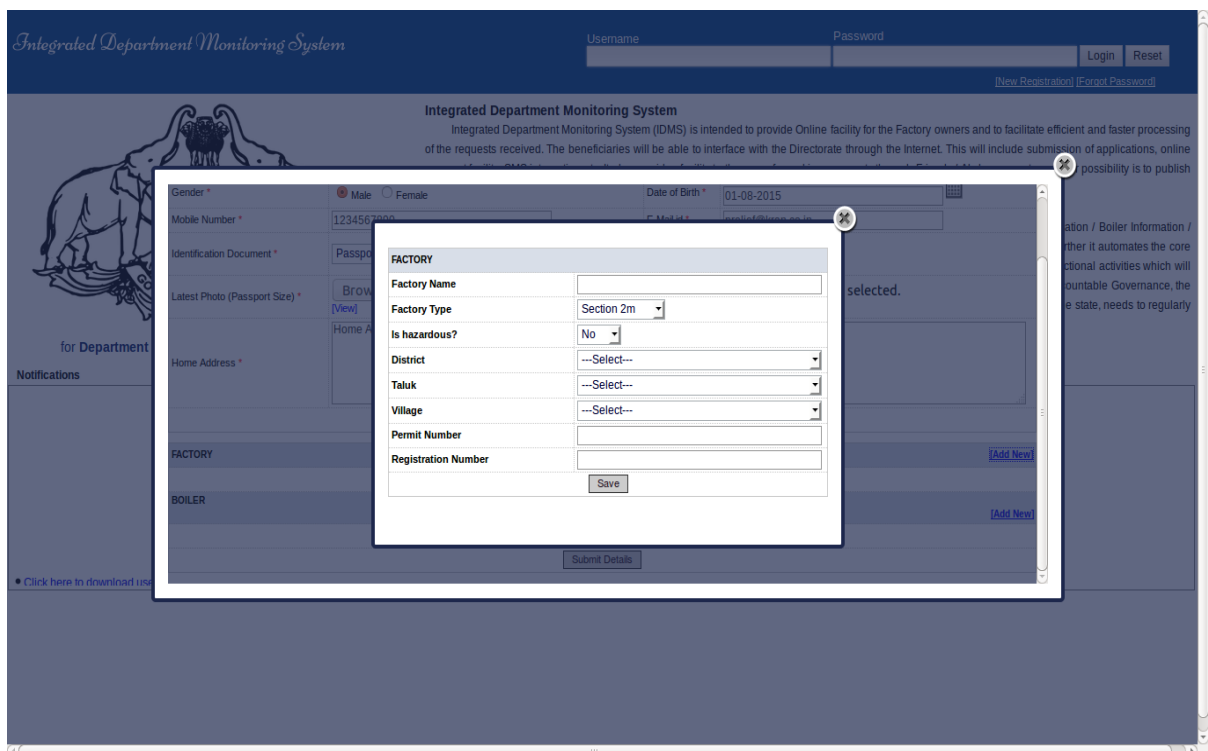 Integrated Department Monitoring System
Username
Password
Login Reset
[New Registration] [Forgot Password]
Integrated Department Monitoring System
Integrated Department Monitoring System (IDMS) is intended to provide Online facility for the Factory owners and to facilitate efficient and faster processing
of the requests received. The beneficiaries will be able to interface with the Directorate through the Internet. This will include submission of applications, online
possibility is to publish
ation / Boiler Information /
rther it automates the core
ctional activities which will
ountable Governance, the
e state, needs to regularly
for Department
Notifications
Click here to download use
Gender * Male Female Date of Birth * 01-08-2015
Mobile Number * 1234567890
Identification Document * Passpo
Latest Photo (Passport Size) * Brow selected.
[View]
Home Address * Home A
FACTORY [Add New]
BOILER [Add New]
Submit Details
FACTORY
Factory Name
Factory Type Section 2m
Is hazardous? No
District ---Select---
Taluk ---Select---
Village ---Select---
Permit Number
Registration Number
Save